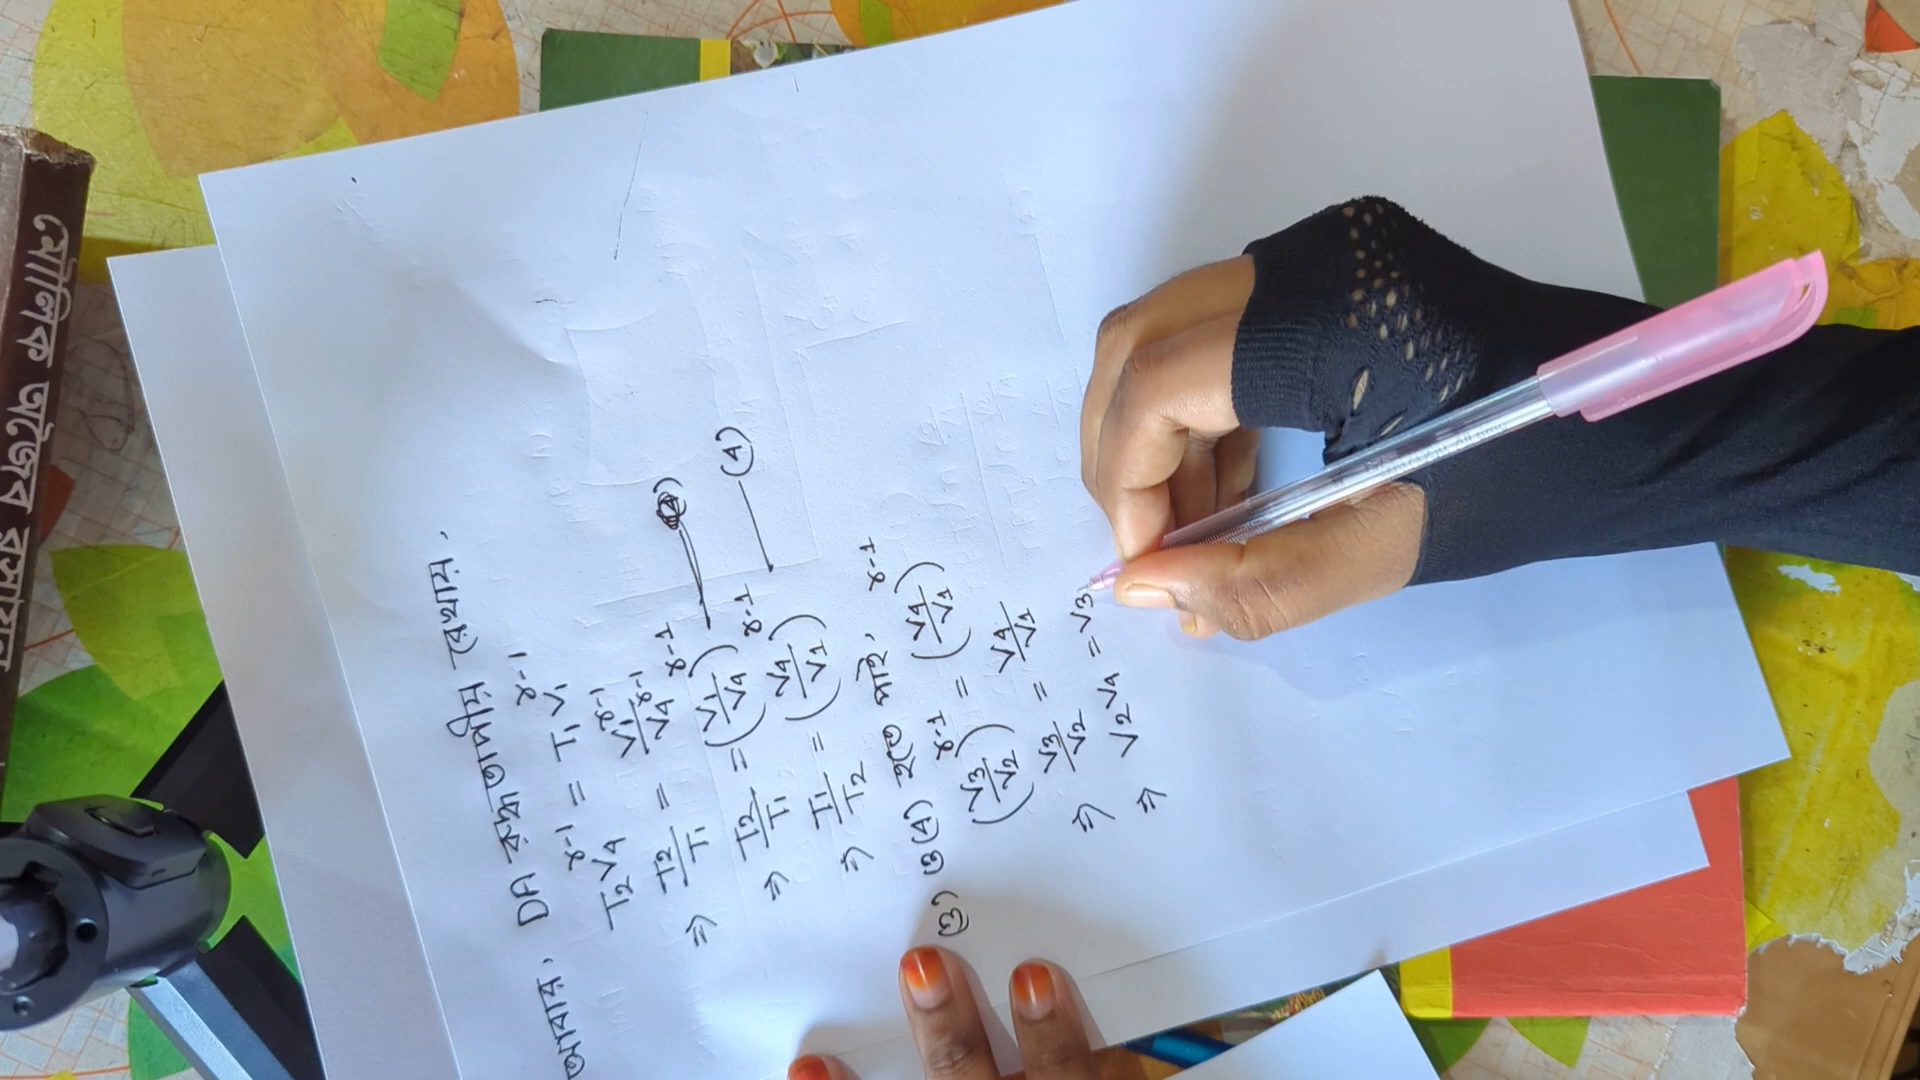 আবার, DA রুদ্ধতাপীয় রেখায়,
T₂V₄^γ-1 = T₁V₁^γ-1
⇒ T₂/T₁ = V₁^γ-1/V₄^γ-1
⇒ T₂/T₁ = (V₁/V₄)^γ-1
⇒ T₁/T₂ = (V₄/V₁)^γ-1 — (4)
(3) ও (4) হতে পাই,
(V₃/V₂)^γ-1 = (V₄/V₁)^γ-1
⇒ V₃/V₂ = V₄/V₁
⇒ V₂V₄ = V₃